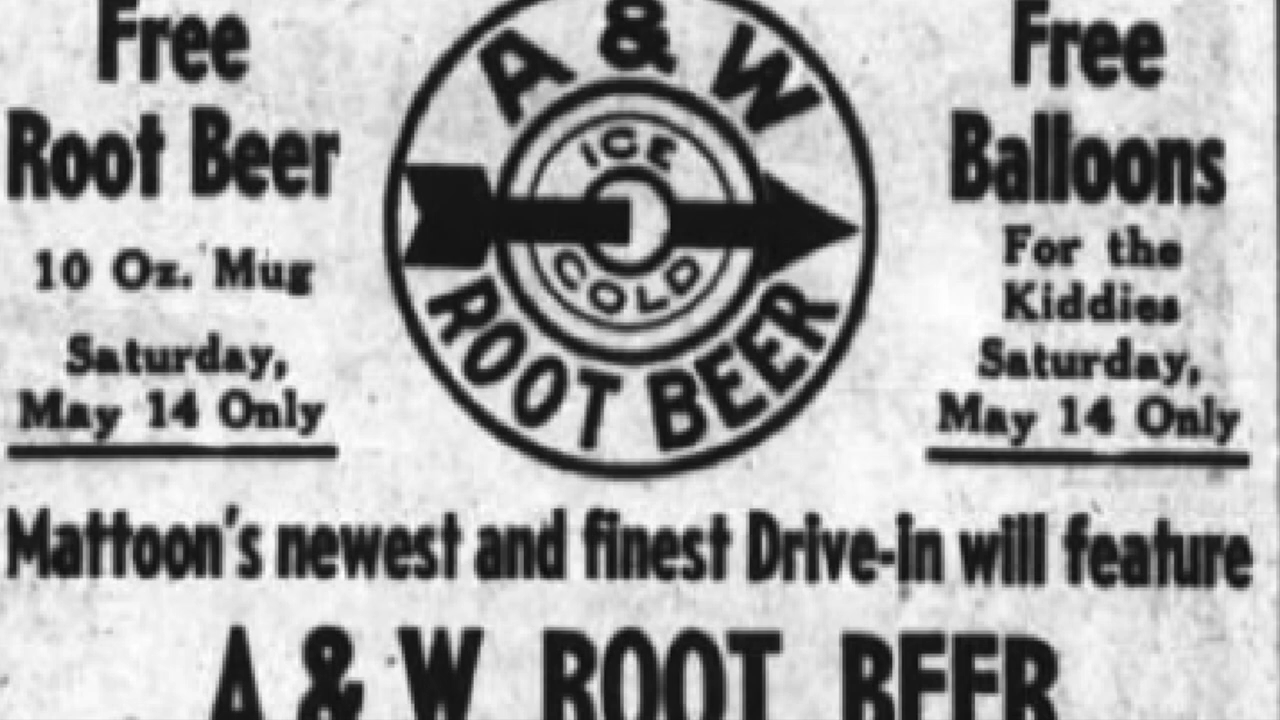 Free
Root Beer
10 Oz. Mug
Saturday,
May 14 Only
A & W
ICE
COLD
ROOT BEER
Free
Balloons
For the
Kiddies
Saturday,
May 14 Only
Mattoon's newest and finest Drive-in will feature
A & W ROOT BEER